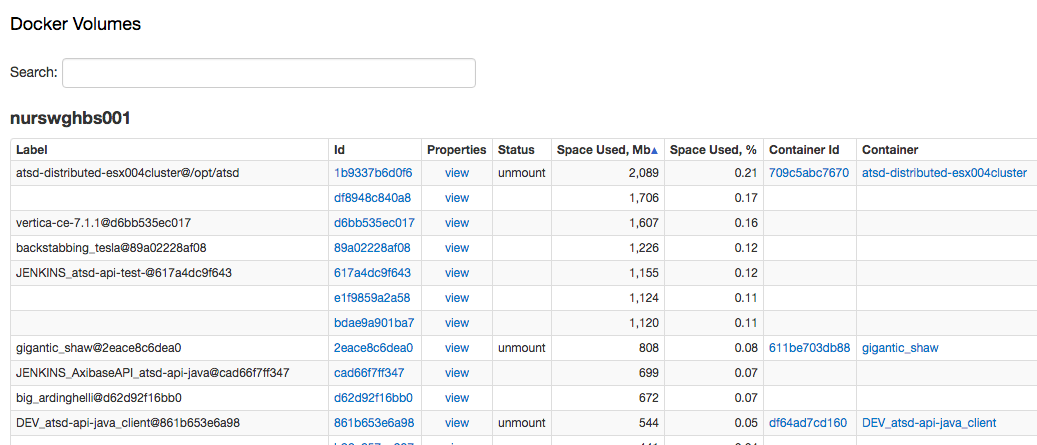 Docker Volumes
Search:
nurswghbs001
Label Id Properties Status Space Used, Mb▲ Space Used, % Container Id Container
atsd-distributed-esx004cluster@/opt/atsd 1b9337b6d0f6 view unmount 2,089 0.21 709c5abc7670 atsd-distributed-esx004cluster
df8948c840a8 view 1,706 0.17
vertica-ce-7.1.1@d6bb535ec017 d6bb535ec017 view 1,607 0.16
backstabbing_tesla@89a02228af08 89a02228af08 view 1,226 0.12
JENKINS_atsd-api-test-@617a4dc9f643 617a4dc9f643 view 1,155 0.12
e1f9859a2a58 view 1,124 0.11
bdae9a901ba7 view 1,120 0.11
gigantic_shaw@2eace8c6dea0 2eace8c6dea0 view unmount 808 0.08 611be703db88 gigantic_shaw
JENKINS_AxibaseAPI_atsd-api-java@cad66f7ff347 cad66f7ff347 view 699 0.07
big_ardinghelli@d62d92f16bb0 d62d92f16bb0 view 672 0.07
DEV_atsd-api-java_client@861b653e6a98 861b653e6a98 view unmount 544 0.05 df64ad7cd160 DEV_atsd-api-java_client